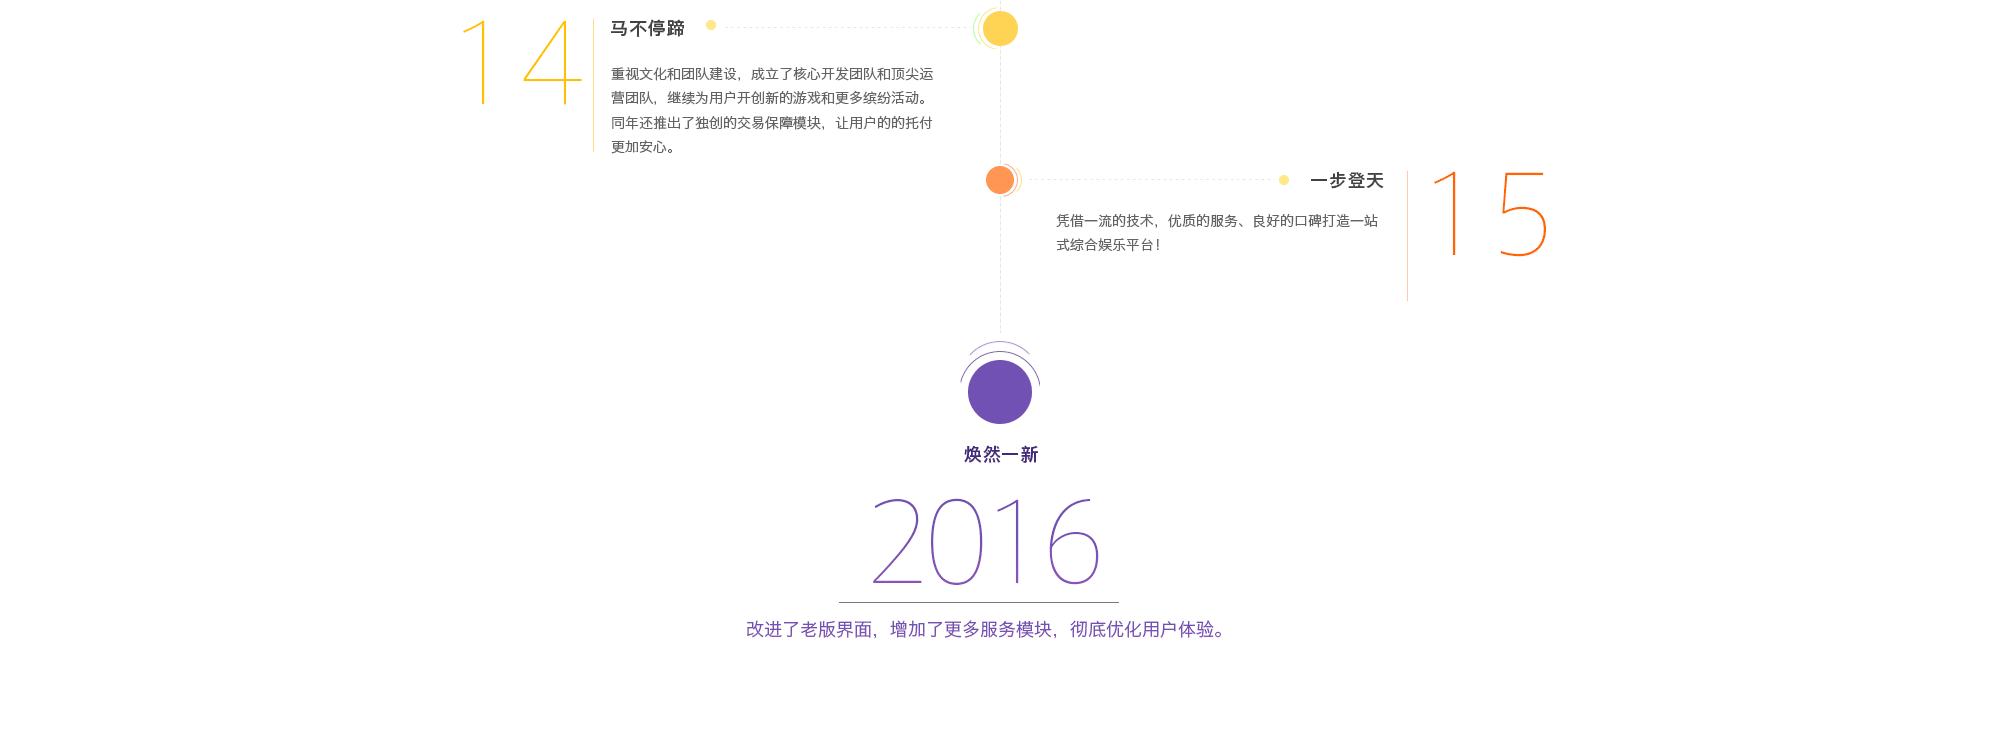 14
马不停蹄
重视文化和团队建设，成立了核心开发团队和顶尖运
营团队，继续为用户开创新的游戏和更多缤纷活动。
同年还推出了独创的交易保障模块，让用户的的托付
更加安心。
一步登天
15
凭借一流的技术，优质的服务、良好的口碑打造一站
式综合娱乐平台！
焕然一新
2016
改进了老版界面，增加了更多服务模块，彻底优化用户体验。